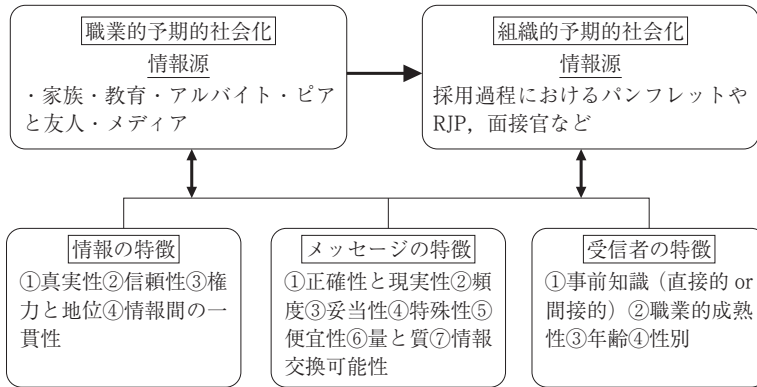 職業的予期的社会化
情報源
・家族・教育・アルバイト・ピア
と友人・メディア
組織的予期的社会化
情報源
採用過程におけるパンフレットや
RJP，面接官など
情報の特徴
①真実性②信頼性③権
力と地位④情報間の一
貫性
メッセージの特徴
①正確性と現実性②頻
度③妥当性④特殊性⑤
便宜性⑥量と質⑦情報
交換可能性
受信者の特徴
①事前知識（直接的 or
間接的）②職業的成熟
性③年齢④性別